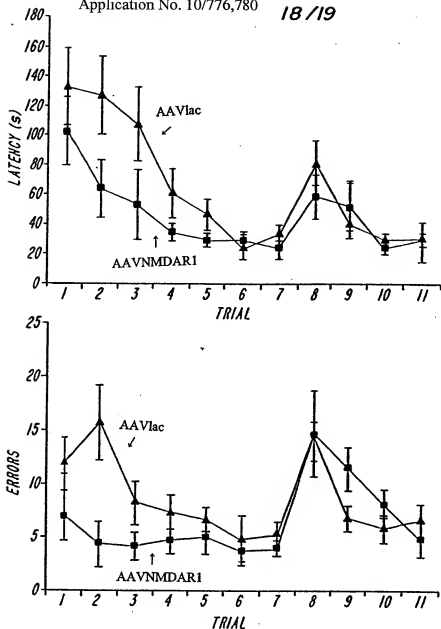 Application No. 10/776,780
18/19
180
160
140
120
100
80
60
40
20
0
LATENCY (s)
AAVlac
AAVNMDAR1
1 2 3 4 5 6 7 8 9 10 11
TRIAL
25
20
15
10
5
0
ERRORS
AAVlac
AAVNMDAR1
1 2 3 4 5 6 7 8 9 10 11
TRIAL